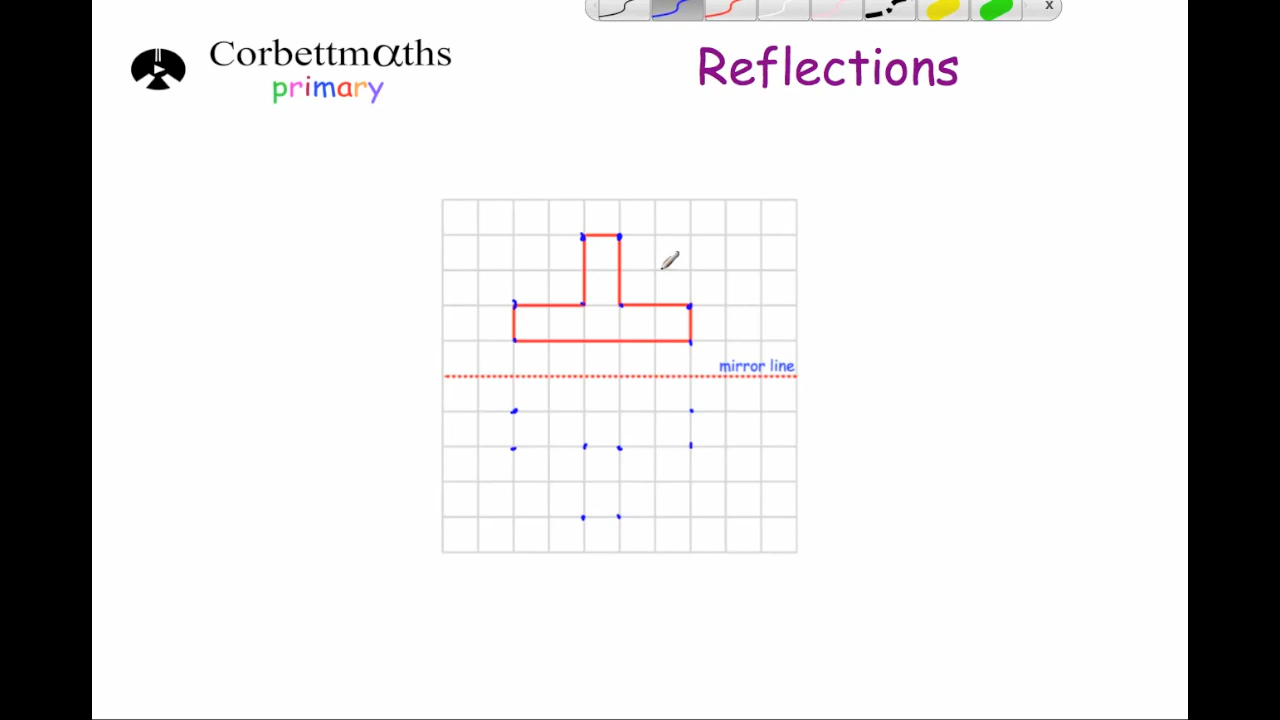 Corbettmαths
primary
Reflections
x
mirror line